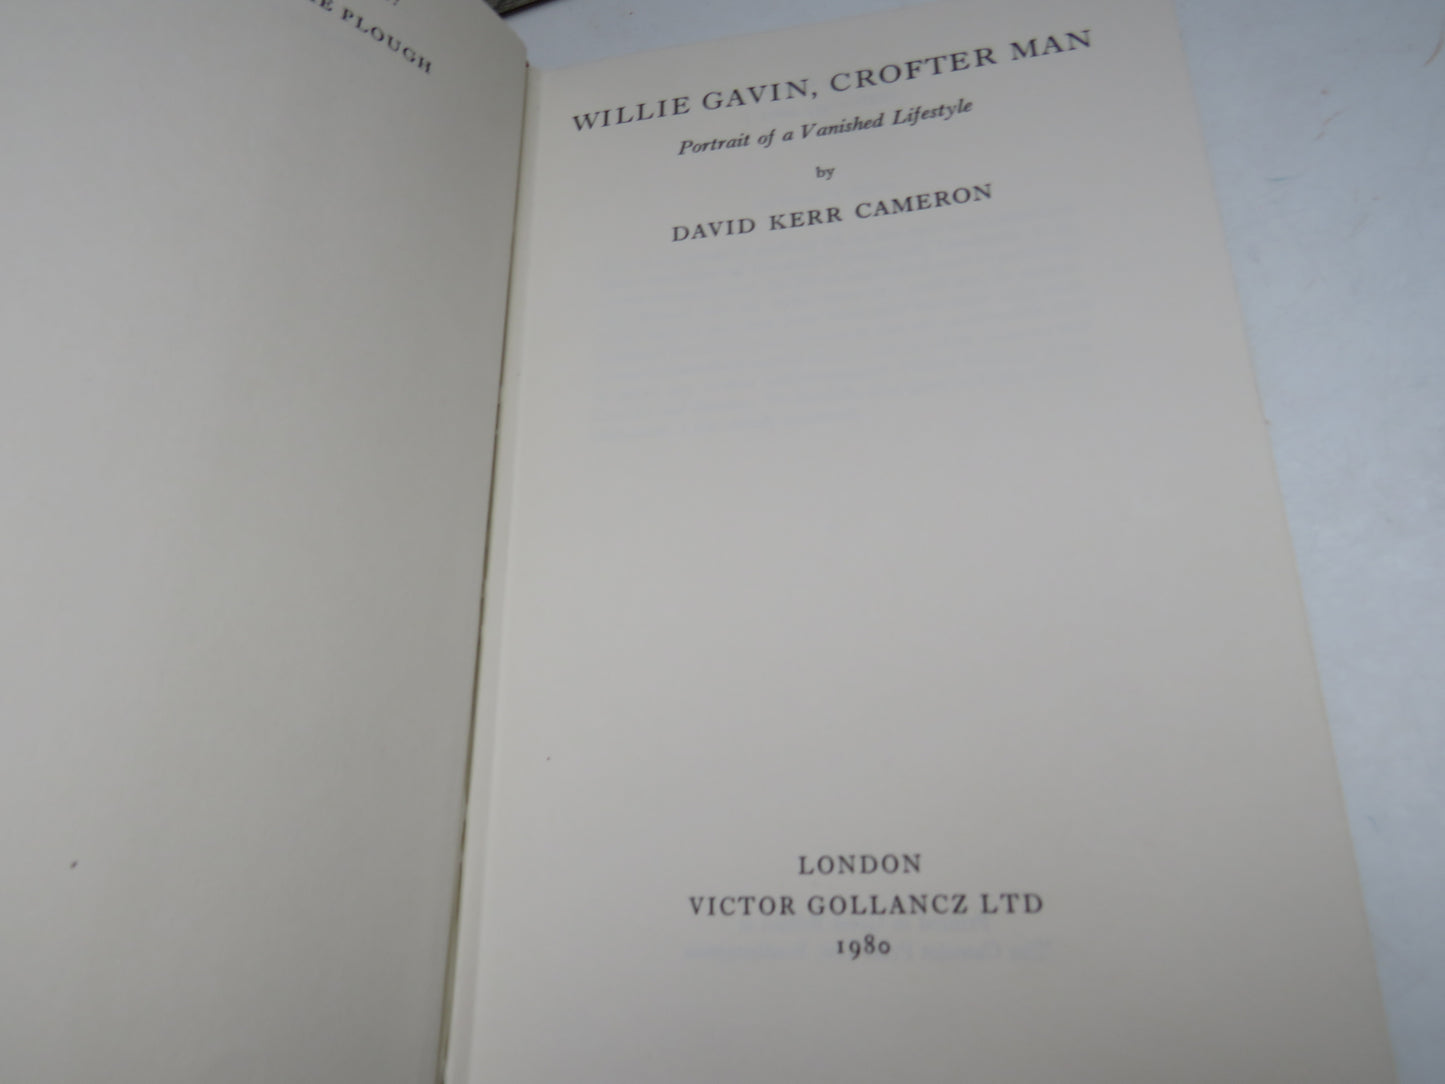 PLOUGH
WILLIE GAVIN, CROFTER MAN
Portrait of a Vanished Lifestyle
by
DAVID KERR CAMERON
LONDON
VICTOR GOLLANCZ LTD
1980